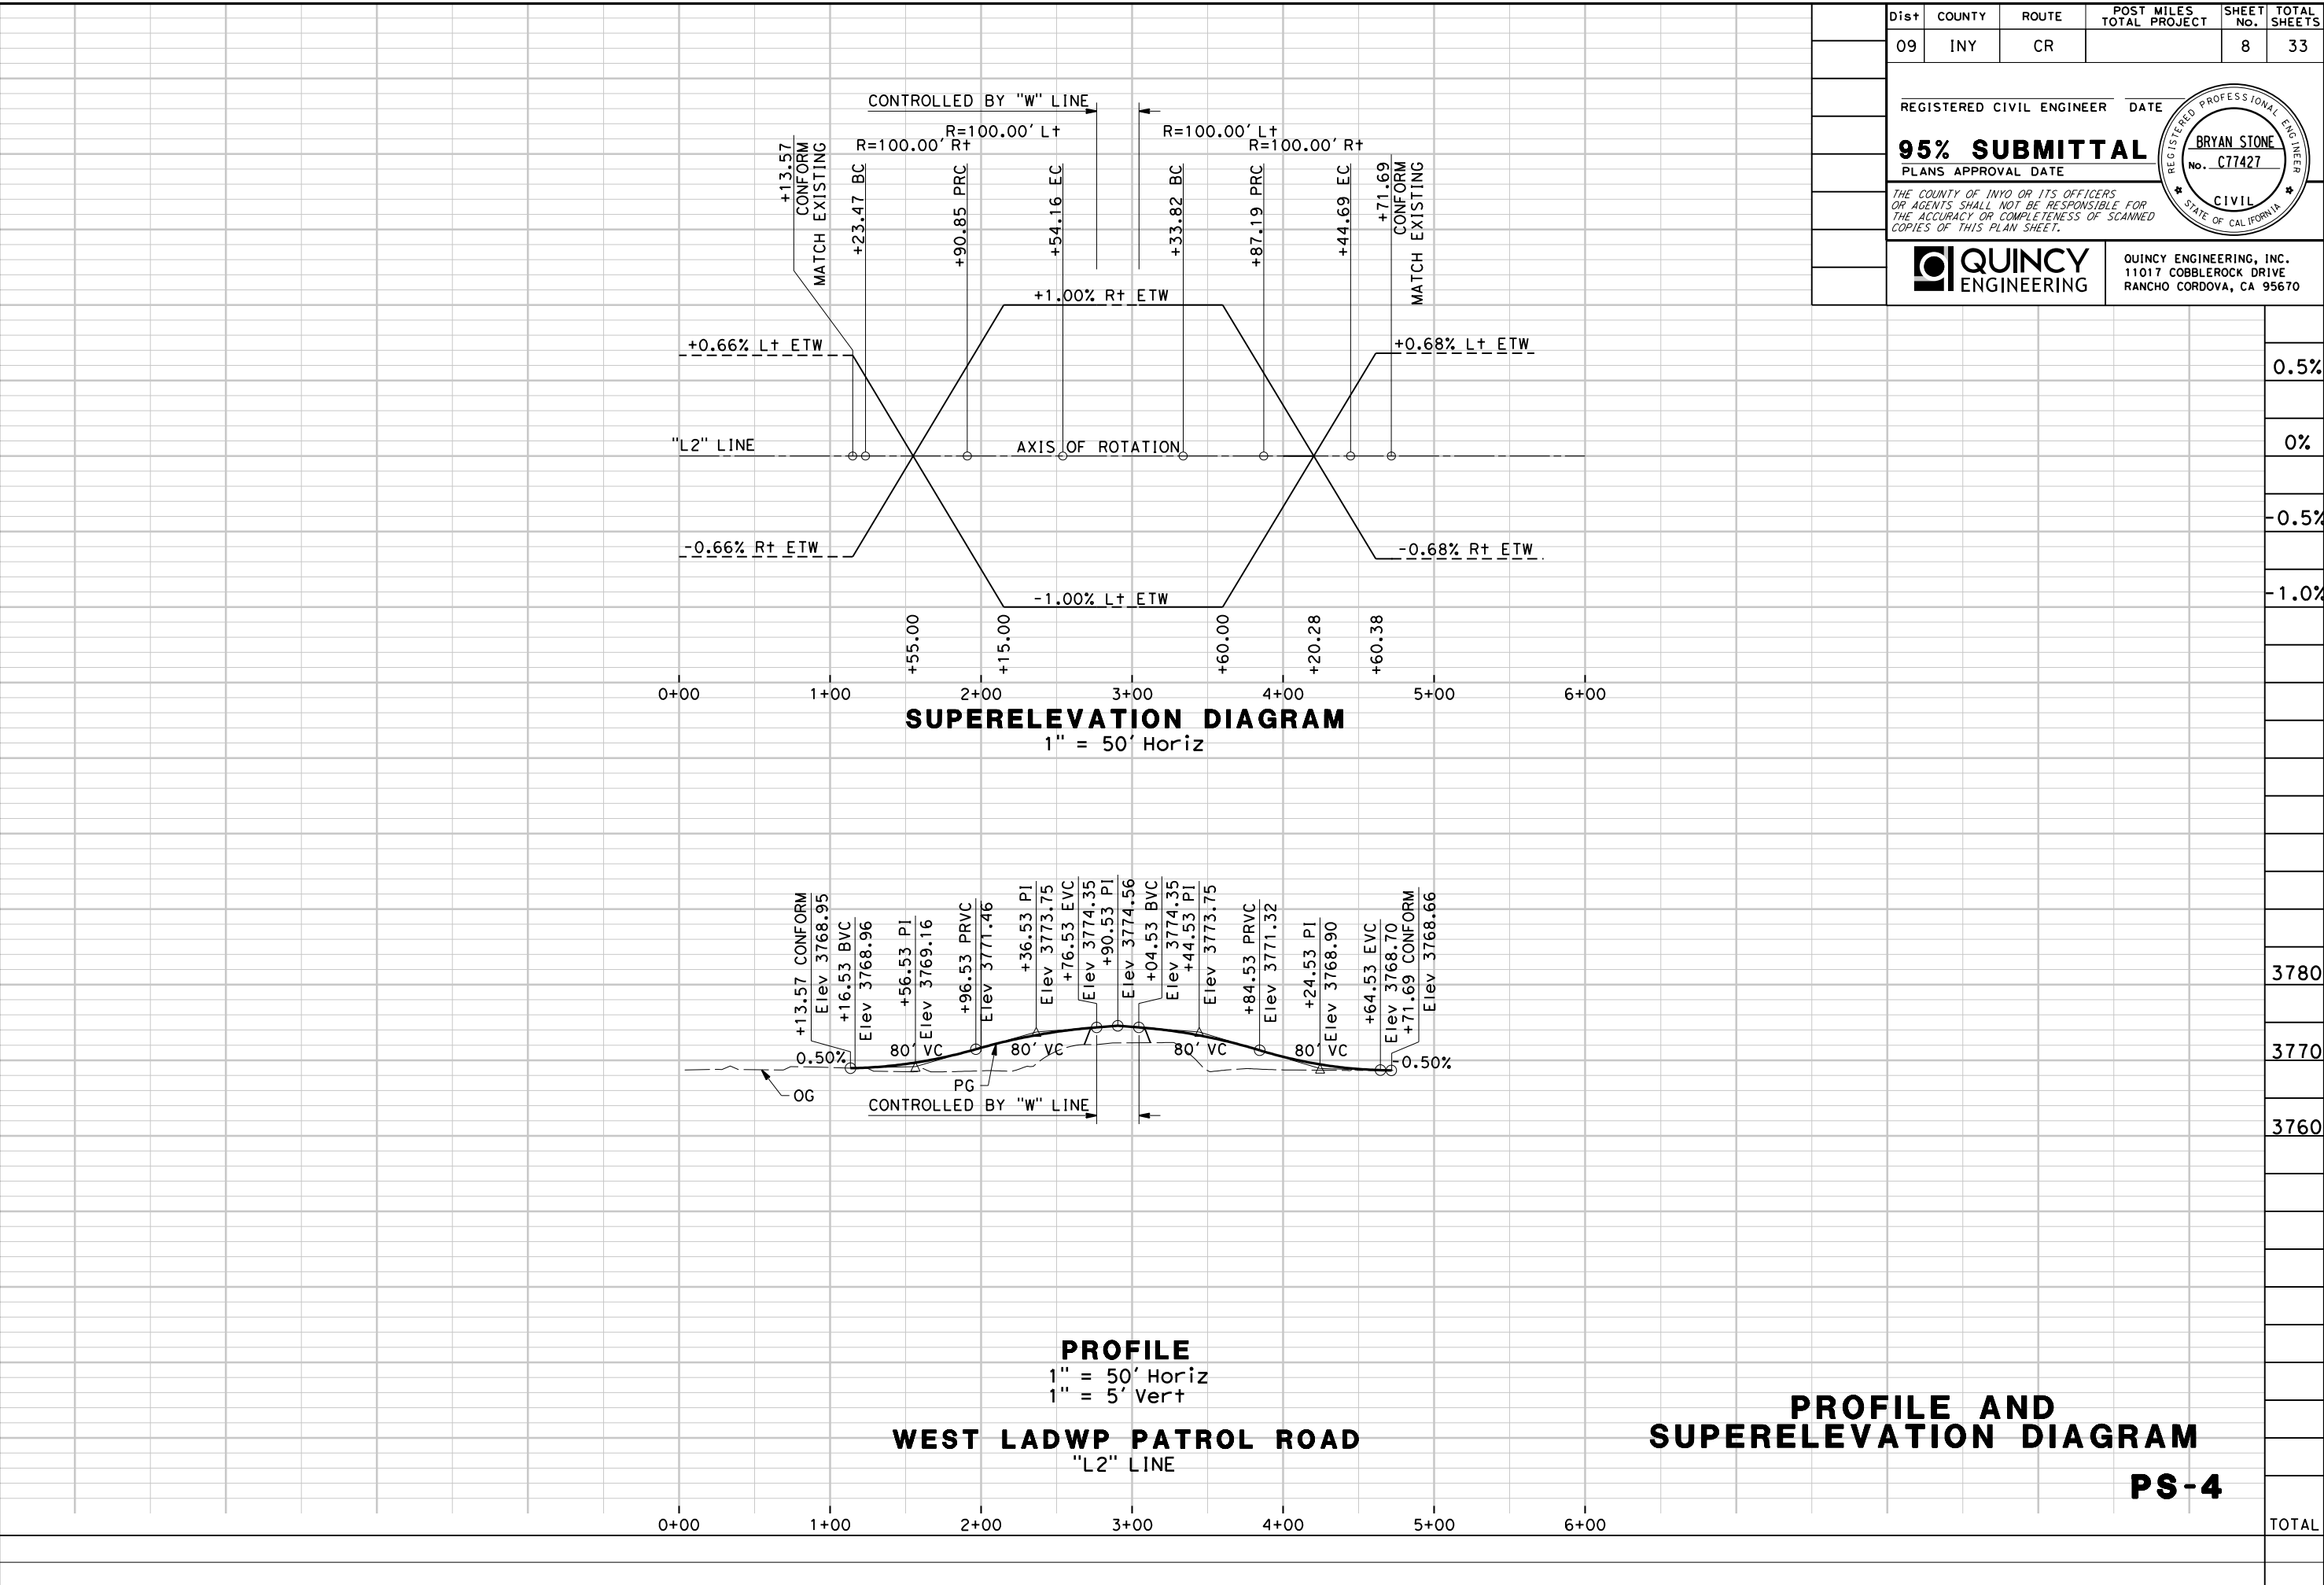 Dist COUNTY ROUTE POST MILES TOTAL PROJECT SHEET No. TOTAL SHEETS
09 INY CR 8 33
REGISTERED CIVIL ENGINEER DATE
95% SUBMITTAL
PLANS APPROVAL DATE
THE COUNTY OF INYO OR ITS OFFICERS
OR AGENTS SHALL NOT BE RESPONSIBLE FOR
THE ACCURACY OR COMPLETENESS OF SCANNED
COPIES OF THIS PLAN SHEET.
REGISTERED PROFESSIONAL ENGINEER
BRYAN STONE
No. C77427
CIVIL
STATE OF CALIFORNIA
QUINCY
ENGINEERING
QUINCY ENGINEERING, INC.
11017 COBBLEROCK DRIVE
RANCHO CORDOVA, CA 95670
CONTROLLED BY "W" LINE
R=100.00' Lt
R=100.00' Lt
R=100.00' Rt
R=100.00' Rt
+13.57
CONFORM
MATCH EXISTING
+23.47 BC
+90.85 PRC
+54.16 EC
+33.82 BC
+87.19 PRC
+44.69 EC
+71.69
CONFORM
MATCH EXISTING
+1.00% Rt ETW
+0.66% Lt ETW
+0.68% Lt ETW
"L2" LINE
AXIS OF ROTATION
-0.66% Rt ETW
-0.68% Rt ETW
-1.00% Lt ETW
+55.00
+15.00
+60.00
+20.28
+60.38
0.5%
0%
-0.5%
-1.0%
0+00 1+00 2+00 3+00 4+00 5+00 6+00
SUPERELEVATION DIAGRAM
1" = 50' Horiz
+13.57 CONFORM
Elev 3768.95
+16.53 BVC
Elev 3768.96
+56.53 PI
Elev 3769.16
+96.53 PRVC
Elev 3771.46
+36.53 PI
Elev 3773.75
+76.53 EVC
Elev 3774.35
+90.53 PI
Elev 3774.56
+04.53 BVC
Elev 3774.35
+44.53 PI
Elev 3773.75
+84.53 PRVC
Elev 3771.32
+24.53 PI
Elev 3768.90
+64.53 EVC
Elev 3768.70
+71.69 CONFORM
Elev 3768.66
0.50%
80' VC
80' VC
80' VC
80' VC
-0.50%
OG
PG
CONTROLLED BY "W" LINE
3780
3770
3760
PROFILE
1" = 50' Horiz
1" = 5' Vert
WEST LADWP PATROL ROAD
"L2" LINE
PROFILE AND
SUPERELEVATION DIAGRAM
PS-4
0+00 1+00 2+00 3+00 4+00 5+00 6+00
TOTAL